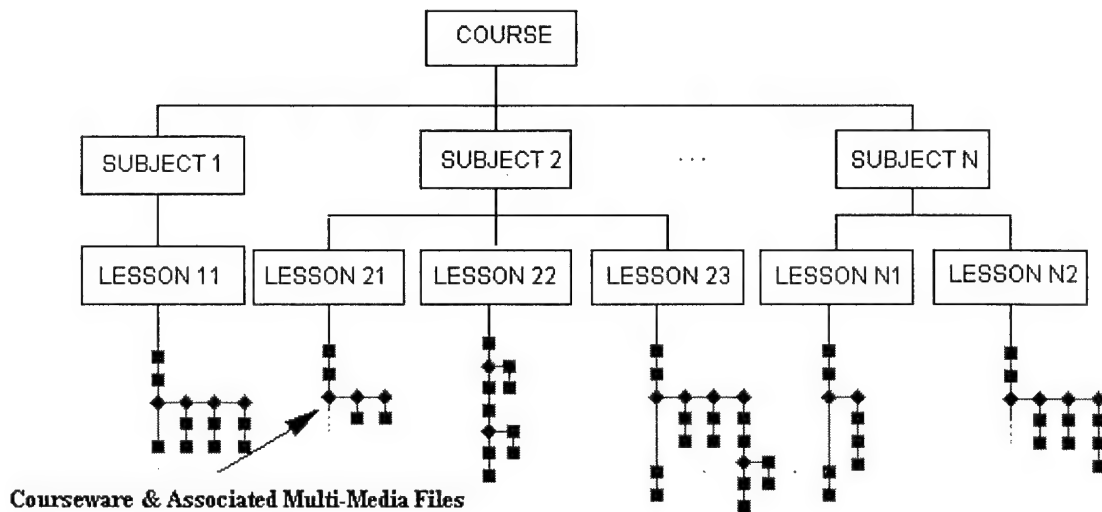 COURSE
SUBJECT 1
SUBJECT 2
...
SUBJECT N
LESSON 11
LESSON 21
LESSON 22
LESSON 23
LESSON N1
LESSON N2
Courseware & Associated Multi-Media Files